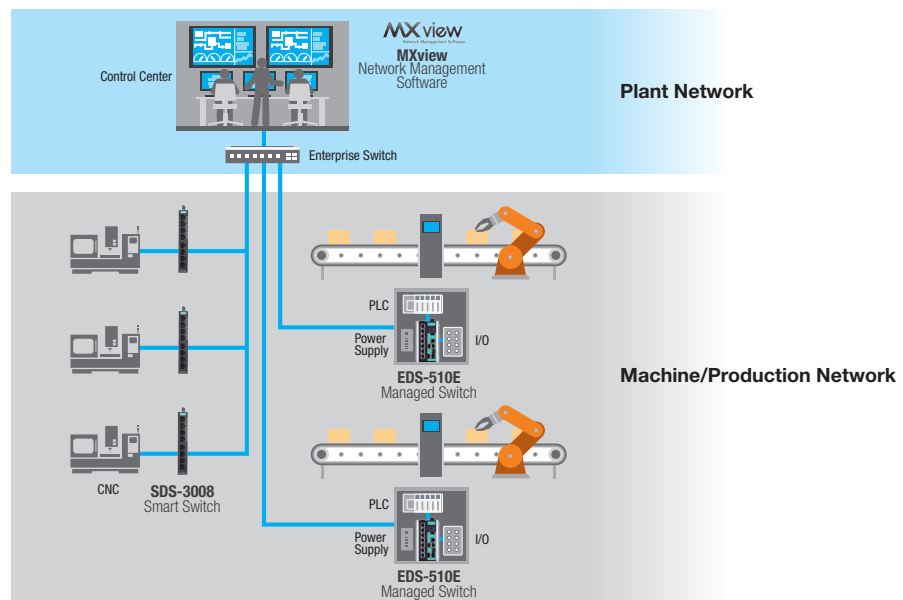 MXview
Network Management Software
MXview
Network Management
Software
Control Center
Plant Network
Enterprise Switch
PLC
Power
Supply
I/O
EDS-510E
Managed Switch
Machine/Production Network
CNC
SDS-3008
Smart Switch
PLC
Power
Supply
I/O
EDS-510E
Managed Switch